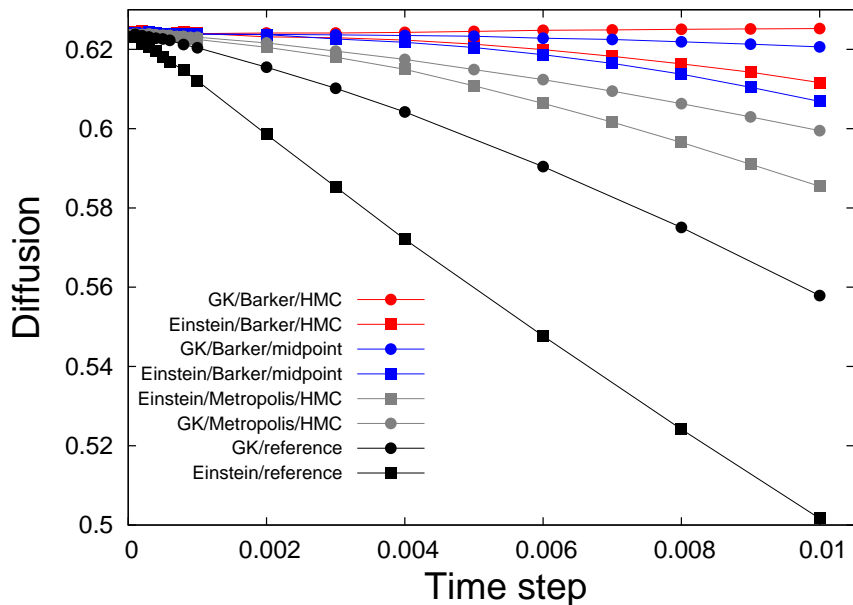 0.62
0.6
0.58
0.56
0.54
0.52
0.5
Diffusion
GK/Barker/HMC
Einstein/Barker/HMC
GK/Barker/midpoint
Einstein/Barker/midpoint
Einstein/Metropolis/HMC
GK/Metropolis/HMC
GK/reference
Einstein/reference
0 0.002 0.004 0.006 0.008 0.01
Time step